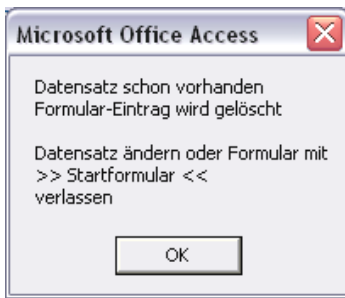 Microsoft Office Access
Datensatz schon vorhanden
Formular-Eintrag wird gelöscht
Datensatz ändern oder Formular mit
>> Startformular <<
verlassen
OK